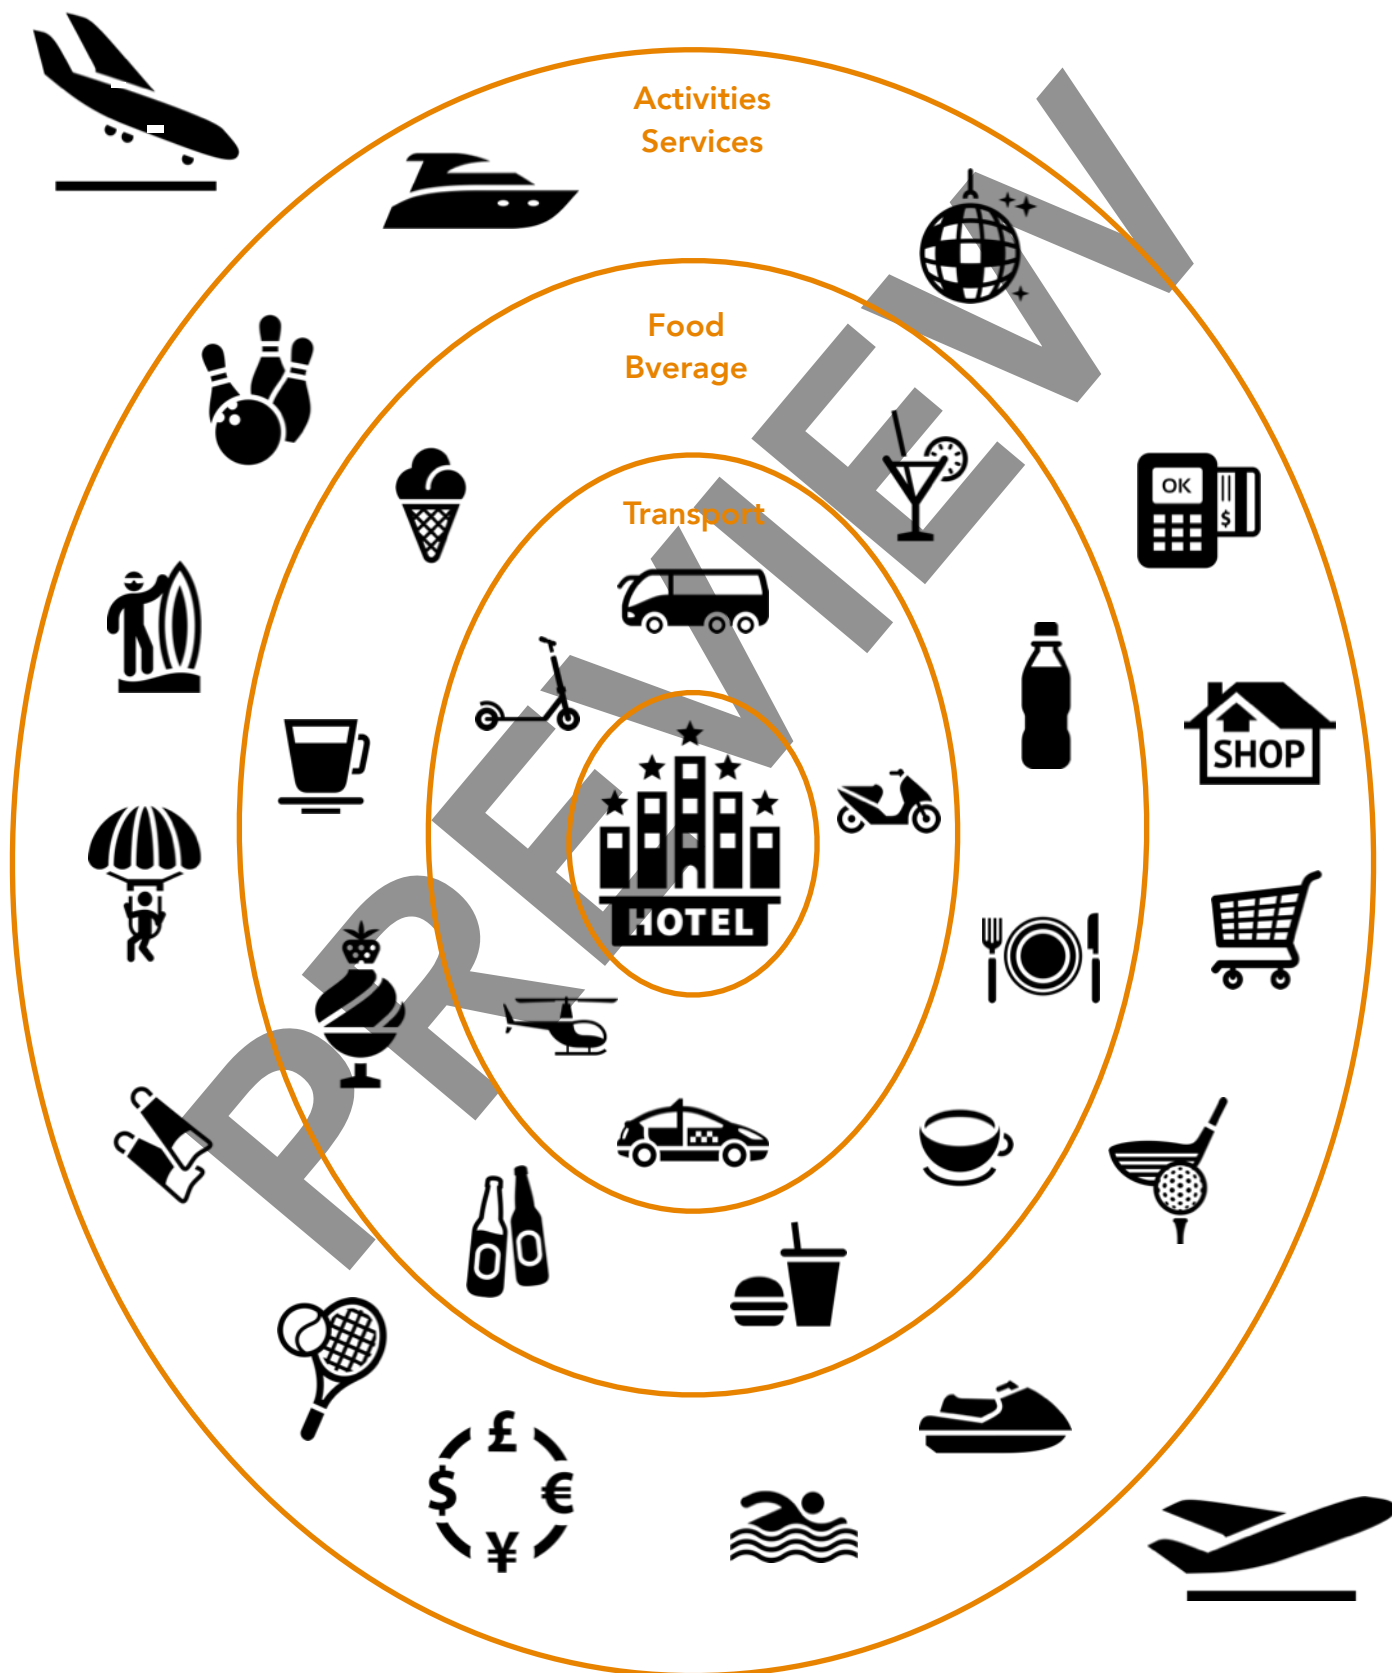 Activities
Services
Food
Bverage
Transport
OK
$
SHOP
HOTEL
£
$ €
¥
PREVIEW